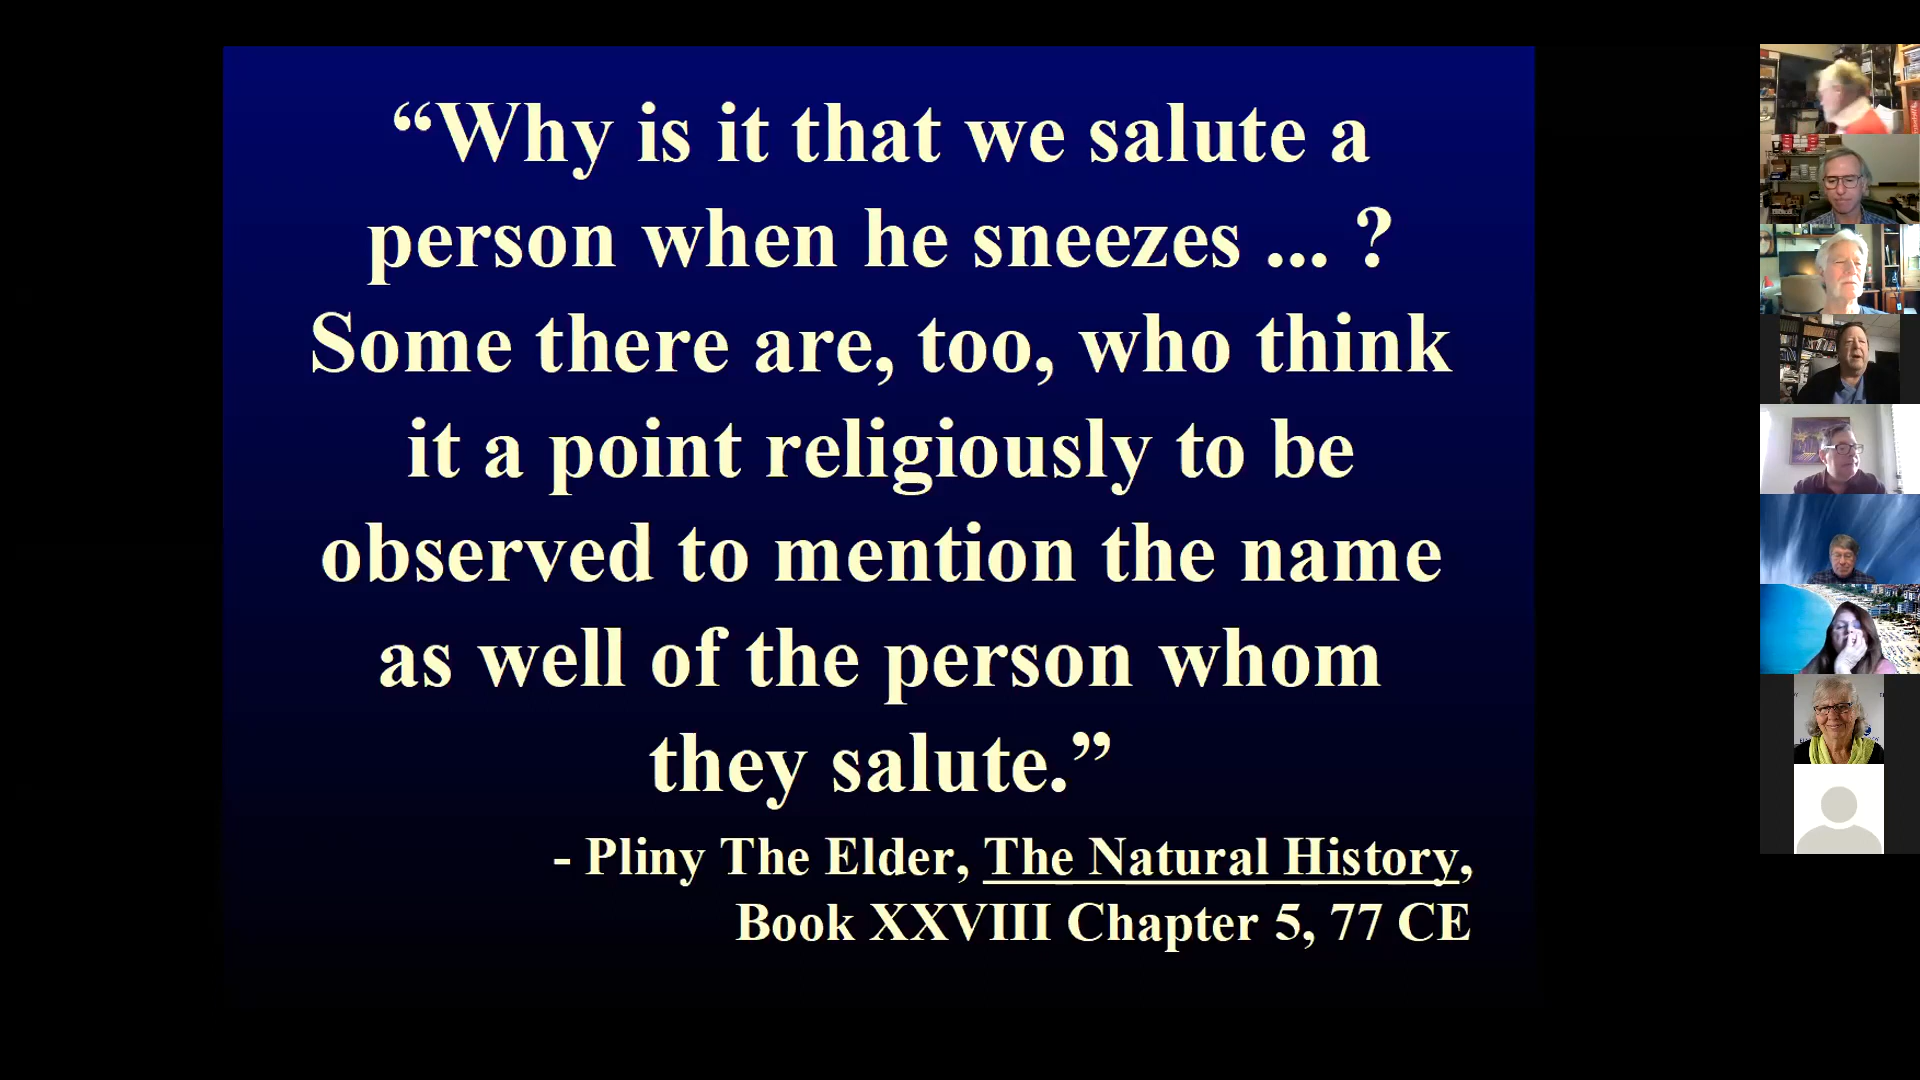 “Why is it that we salute a
person when he sneezes ... ?
Some there are, too, who think
it a point religiously to be
observed to mention the name
as well of the person whom
they salute.”
- Pliny The Elder, The Natural History,
Book XXVIII Chapter 5, 77 CE